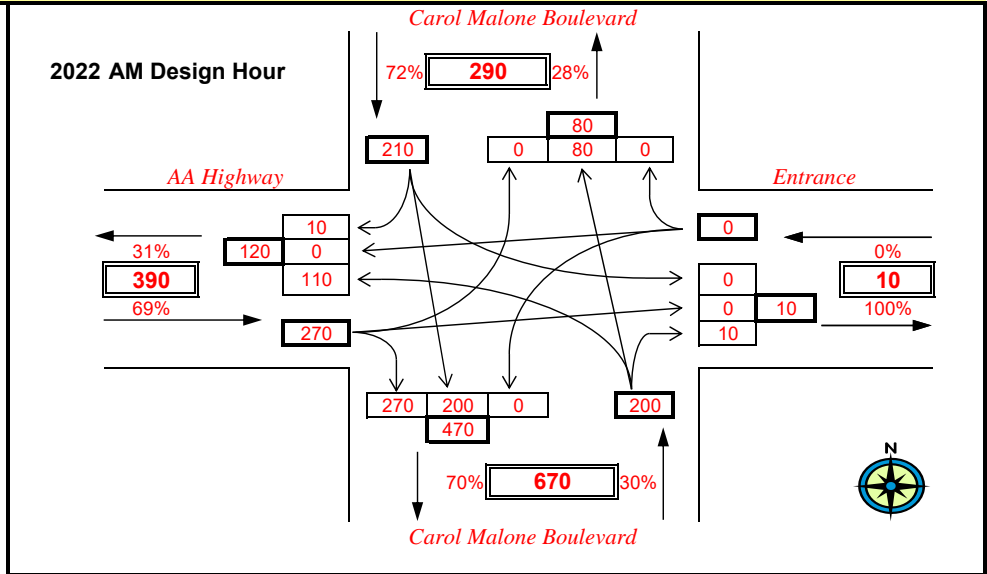 Carol Malone Boulevard
2022 AM Design Hour
72% 290 28%
80
210 0 80 0
AA Highway Entrance
10 0
31% 120 0 0%
390 110 0 10
69% 0 10 100%
270 10
270 200 0 200
470
N
70% 670 30%
Carol Malone Boulevard